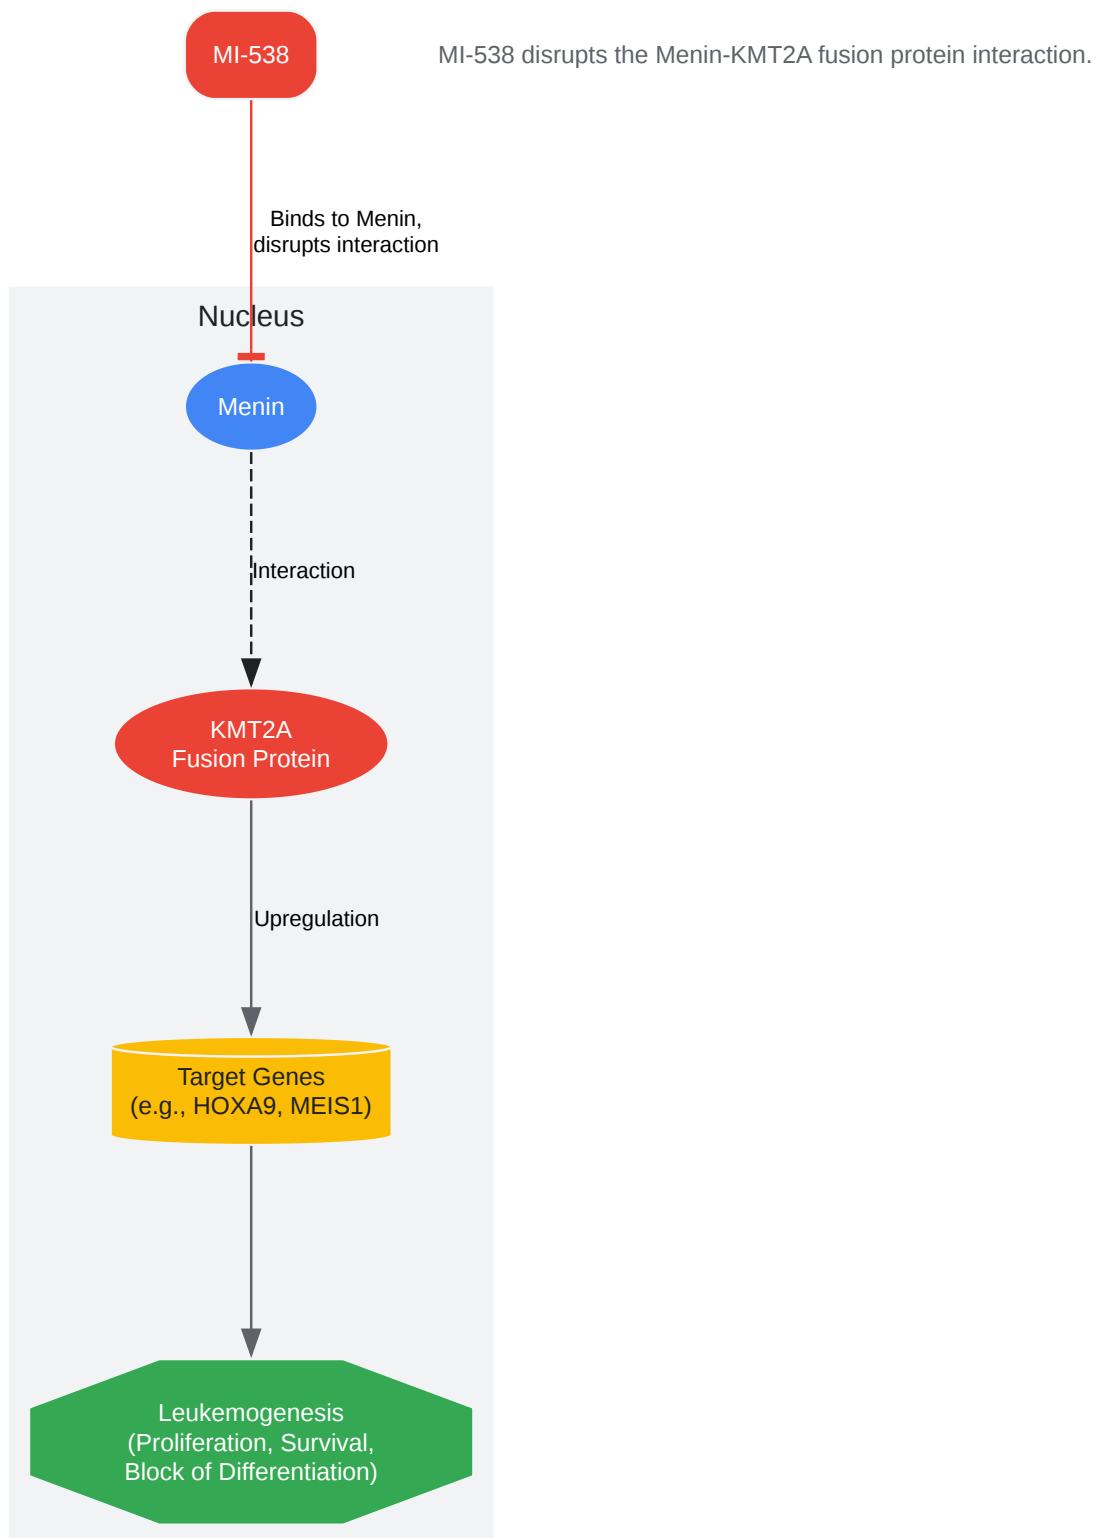 MI-538
MI-538 disrupts the Menin-KMT2A fusion protein interaction.
Binds to Menin,
disrupts interaction
Nucleus
Menin
Interaction
KMT2A
Fusion Protein
Upregulation
Target Genes
(e.g., HOXA9, MEIS1)
Leukemogenesis
(Proliferation, Survival,
Block of Differentiation)